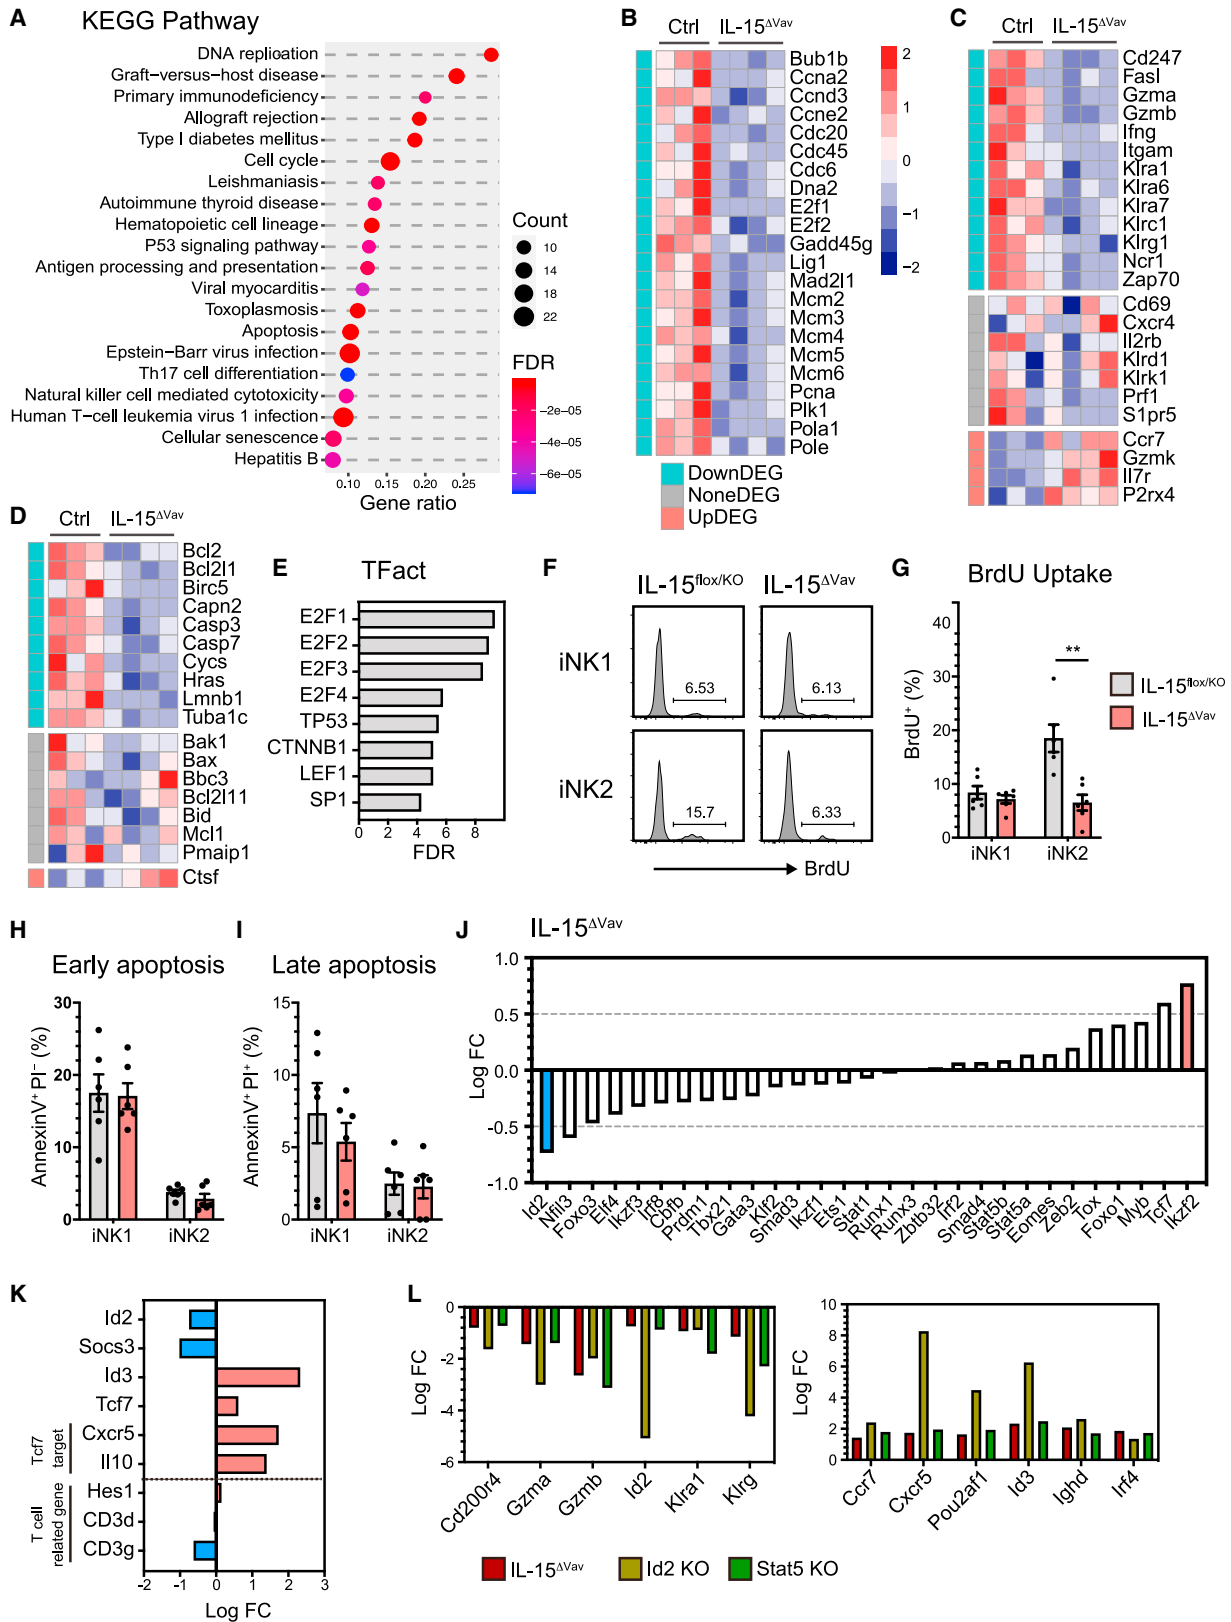 A
KEGG Pathway
DNA replication
Graft−versus−host disease
Primary immunodeficiency
Allograft rejection
Type I diabetes mellitus
Cell cycle
Leishmaniasis
Autoimmune thyroid disease
Hematopoietic cell lineage
P53 signaling pathway
Antigen processing and presentation
Viral myocarditis
Toxoplasmosis
Apoptosis
Epstein−Barr virus infection
Th17 cell differentiation
Natural killer cell mediated cytotoxicity
Human T−cell leukemia virus 1 infection
Cellular senescence
Hepatitis B
0.10 0.15 0.20 0.25
Gene ratio
Count
10
14
18
22
FDR
−2e−05
−4e−05
−6e−05
B
Ctrl IL-15ΔVav
Bub1b
Ccna2
Ccnd3
Ccne2
Cdc20
Cdc45
Cdc6
Dna2
E2f1
E2f2
Gadd45g
Lig1
Mad2l1
Mcm2
Mcm3
Mcm4
Mcm5
Mcm6
Pcna
Plk1
Pola1
Pole
2
1
0
−1
−2
DownDEG
NoneDEG
UpDEG
C
Ctrl IL-15ΔVav
Cd247
Fasl
Gzma
Gzmb
Ifng
Itgam
Klra1
Klra6
Klra7
Klrc1
Klrg1
Ncr1
Zap70
Cd69
Cxcr4
Il2rb
Klrd1
Klrk1
Prf1
S1pr5
Ccr7
Gzmk
Il7r
P2rx4
D
Ctrl IL-15ΔVav
Bcl2
Bcl2l1
Birc5
Capn2
Casp3
Casp7
Cycs
Hras
Lmnb1
Tuba1c
Bak1
Bax
Bbc3
Bcl2l11
Bid
Mcl1
Pmaip1
Ctsf
E
TFact
E2F1
E2F2
E2F3
E2F4
TP53
CTNNB1
LEF1
SP1
0 2 4 6 8
FDR
F
IL-15flox/KO IL-15ΔVav
iNK1
6.53
6.13
iNK2
15.7
6.33
BrdU
G
BrdU Uptake
BrdU+ (%)
40
30
20
10
0
**
iNK1 iNK2
IL-15flox/KO
IL-15ΔVav
H
Early apoptosis
AnnexinV+ PI− (%)
30
20
10
0
iNK1 iNK2
I
Late apoptosis
AnnexinV+ PI+ (%)
15
10
5
0
iNK1 iNK2
J
IL-15ΔVav
Log FC
1.0
0.5
0.0
-0.5
-1.0
Id2
Nfil3
Foxo3
Elf4
Ikzf3
Irf8
Cbfb
Prdm1
Tbx21
Gata3
Klf2
Smad3
Ikzf1
Ets1
Stat1
Runx1
Runx3
Zbtb32
Irf2
Smad4
Stat5b
Stat5a
Eomes
Zeb2
Tox
Foxo1
Myb
Tcf7
Ikzf2
K
Id2
Socs3
Id3
Tcf7
Cxcr5
Il10
Hes1
CD3d
CD3g
Tcf7
target
T cell
related gene
-2 -1 0 1 2 3
Log FC
L
Log FC
0
-2
-4
-6
Cd200r4
Gzma
Gzmb
Id2
Klra1
Klrg
Log FC
10
8
6
4
2
0
Ccr7
Cxcr5
Pou2af1
Id3
Ighd
Irf4
IL-15ΔVav
Id2 KO
Stat5 KO